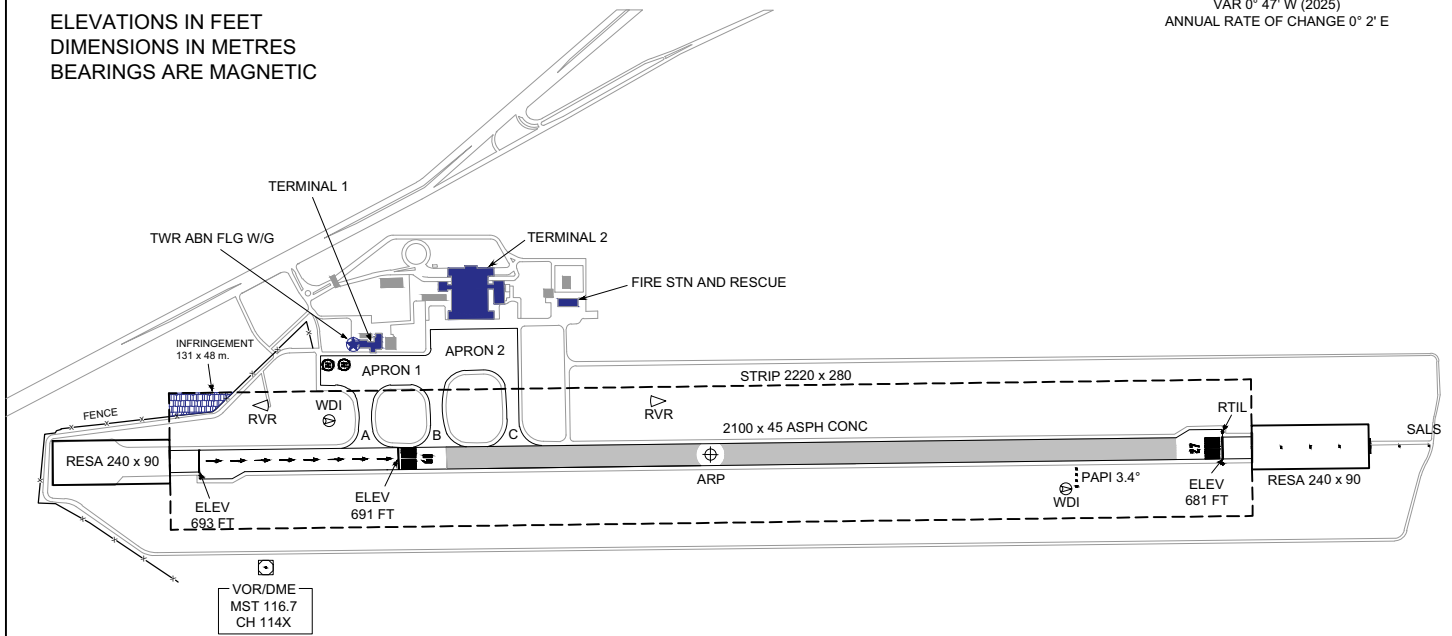 ELEVATIONS IN FEET
DIMENSIONS IN METRES
BEARINGS ARE MAGNETIC
VAR 0° 47' W (2025)
ANNUAL RATE OF CHANGE 0° 2' E
TERMINAL 1
TWR ABN FLG W/G
TERMINAL 2
FIRE STN AND RESCUE
INFRINGEMENT
131 x 48 m.
APRON 2
APRON 1
STRIP 2220 x 280
FENCE
RVR
WDI
RVR
RTIL
A
B
C
2100 x 45 ASPH CONC
SALS
RESA 240 x 90
09
27
ARP
ELEV
693 FT
ELEV
691 FT
PAPI 3.4°
WDI
ELEV
681 FT
RESA 240 x 90
VOR/DME
MST 116.7
CH 114X